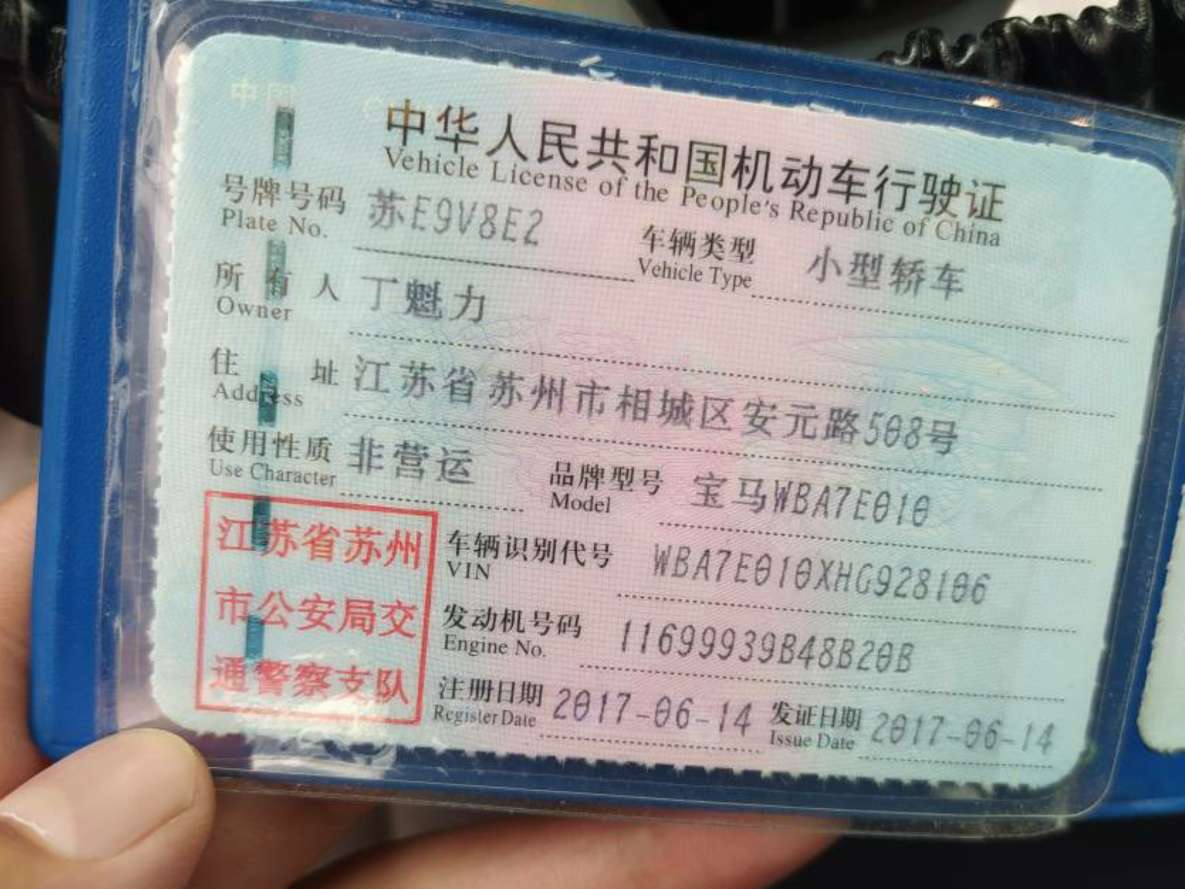 中华人民共和国机动车行驶证
Vehicle License of the People's Republic of China
号牌号码 苏E9V8E2 车辆类型 小型轿车
Plate No. Vehicle Type
所有人 丁魁力
Owner
住址 江苏省苏州市相城区安元路508号
Address
使用性质 非营运 品牌型号 宝马WBA7E010
Use Character Model
江苏省苏州
市公安局交
通警察支队
车辆识别代号 WBA7E010XHG928106
VIN
发动机号码 11699939B48B20B
Engine No.
注册日期 2017-06-14 发证日期 2017-06-14
Register Date Issue Date